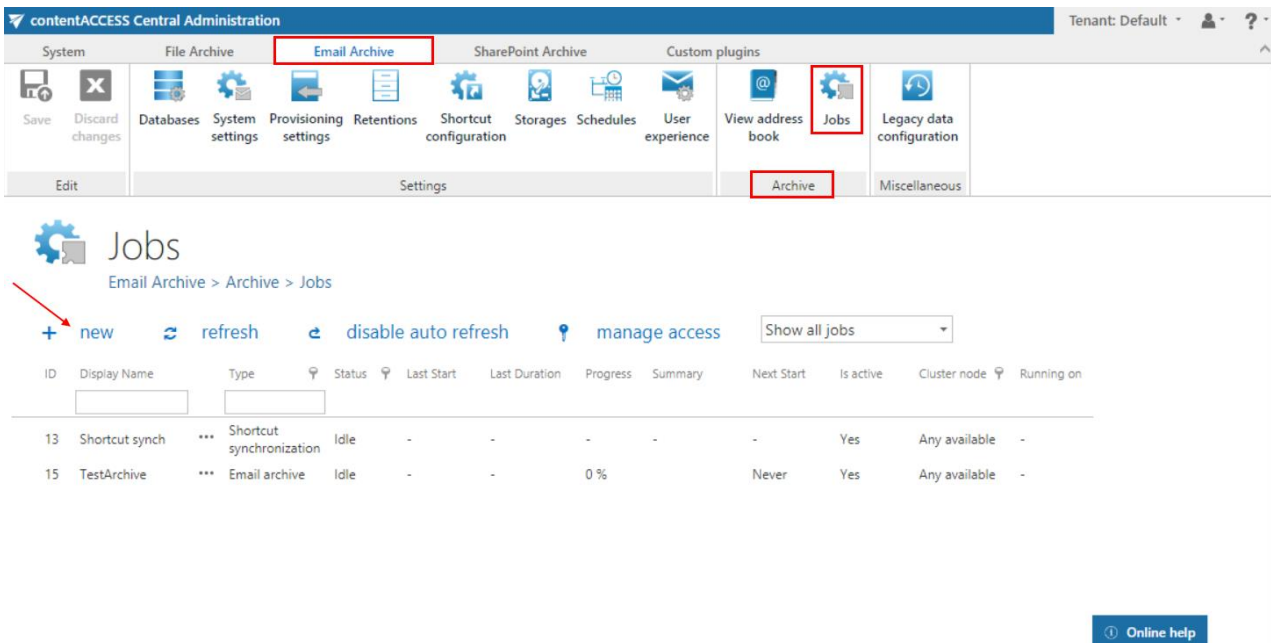 contentACCESS Central Administration
Tenant: Default
?
System File Archive Email Archive SharePoint Archive Custom plugins
Save Discard changes Databases System settings Provisioning settings Retentions Shortcut configuration Storages Schedules User experience View address book Jobs Legacy data configuration
Edit Settings Archive Miscellaneous
Jobs
Email Archive > Archive > Jobs
+ new refresh disable auto refresh manage access Show all jobs
ID Display Name Type Status Last Start Last Duration Progress Summary Next Start Is active Cluster node Running on
13 Shortcut synch ••• Shortcut synchronization Idle - - - - - Yes Any available -
15 TestArchive ••• Email archive Idle - - 0 % Never Yes Any available -
Online help